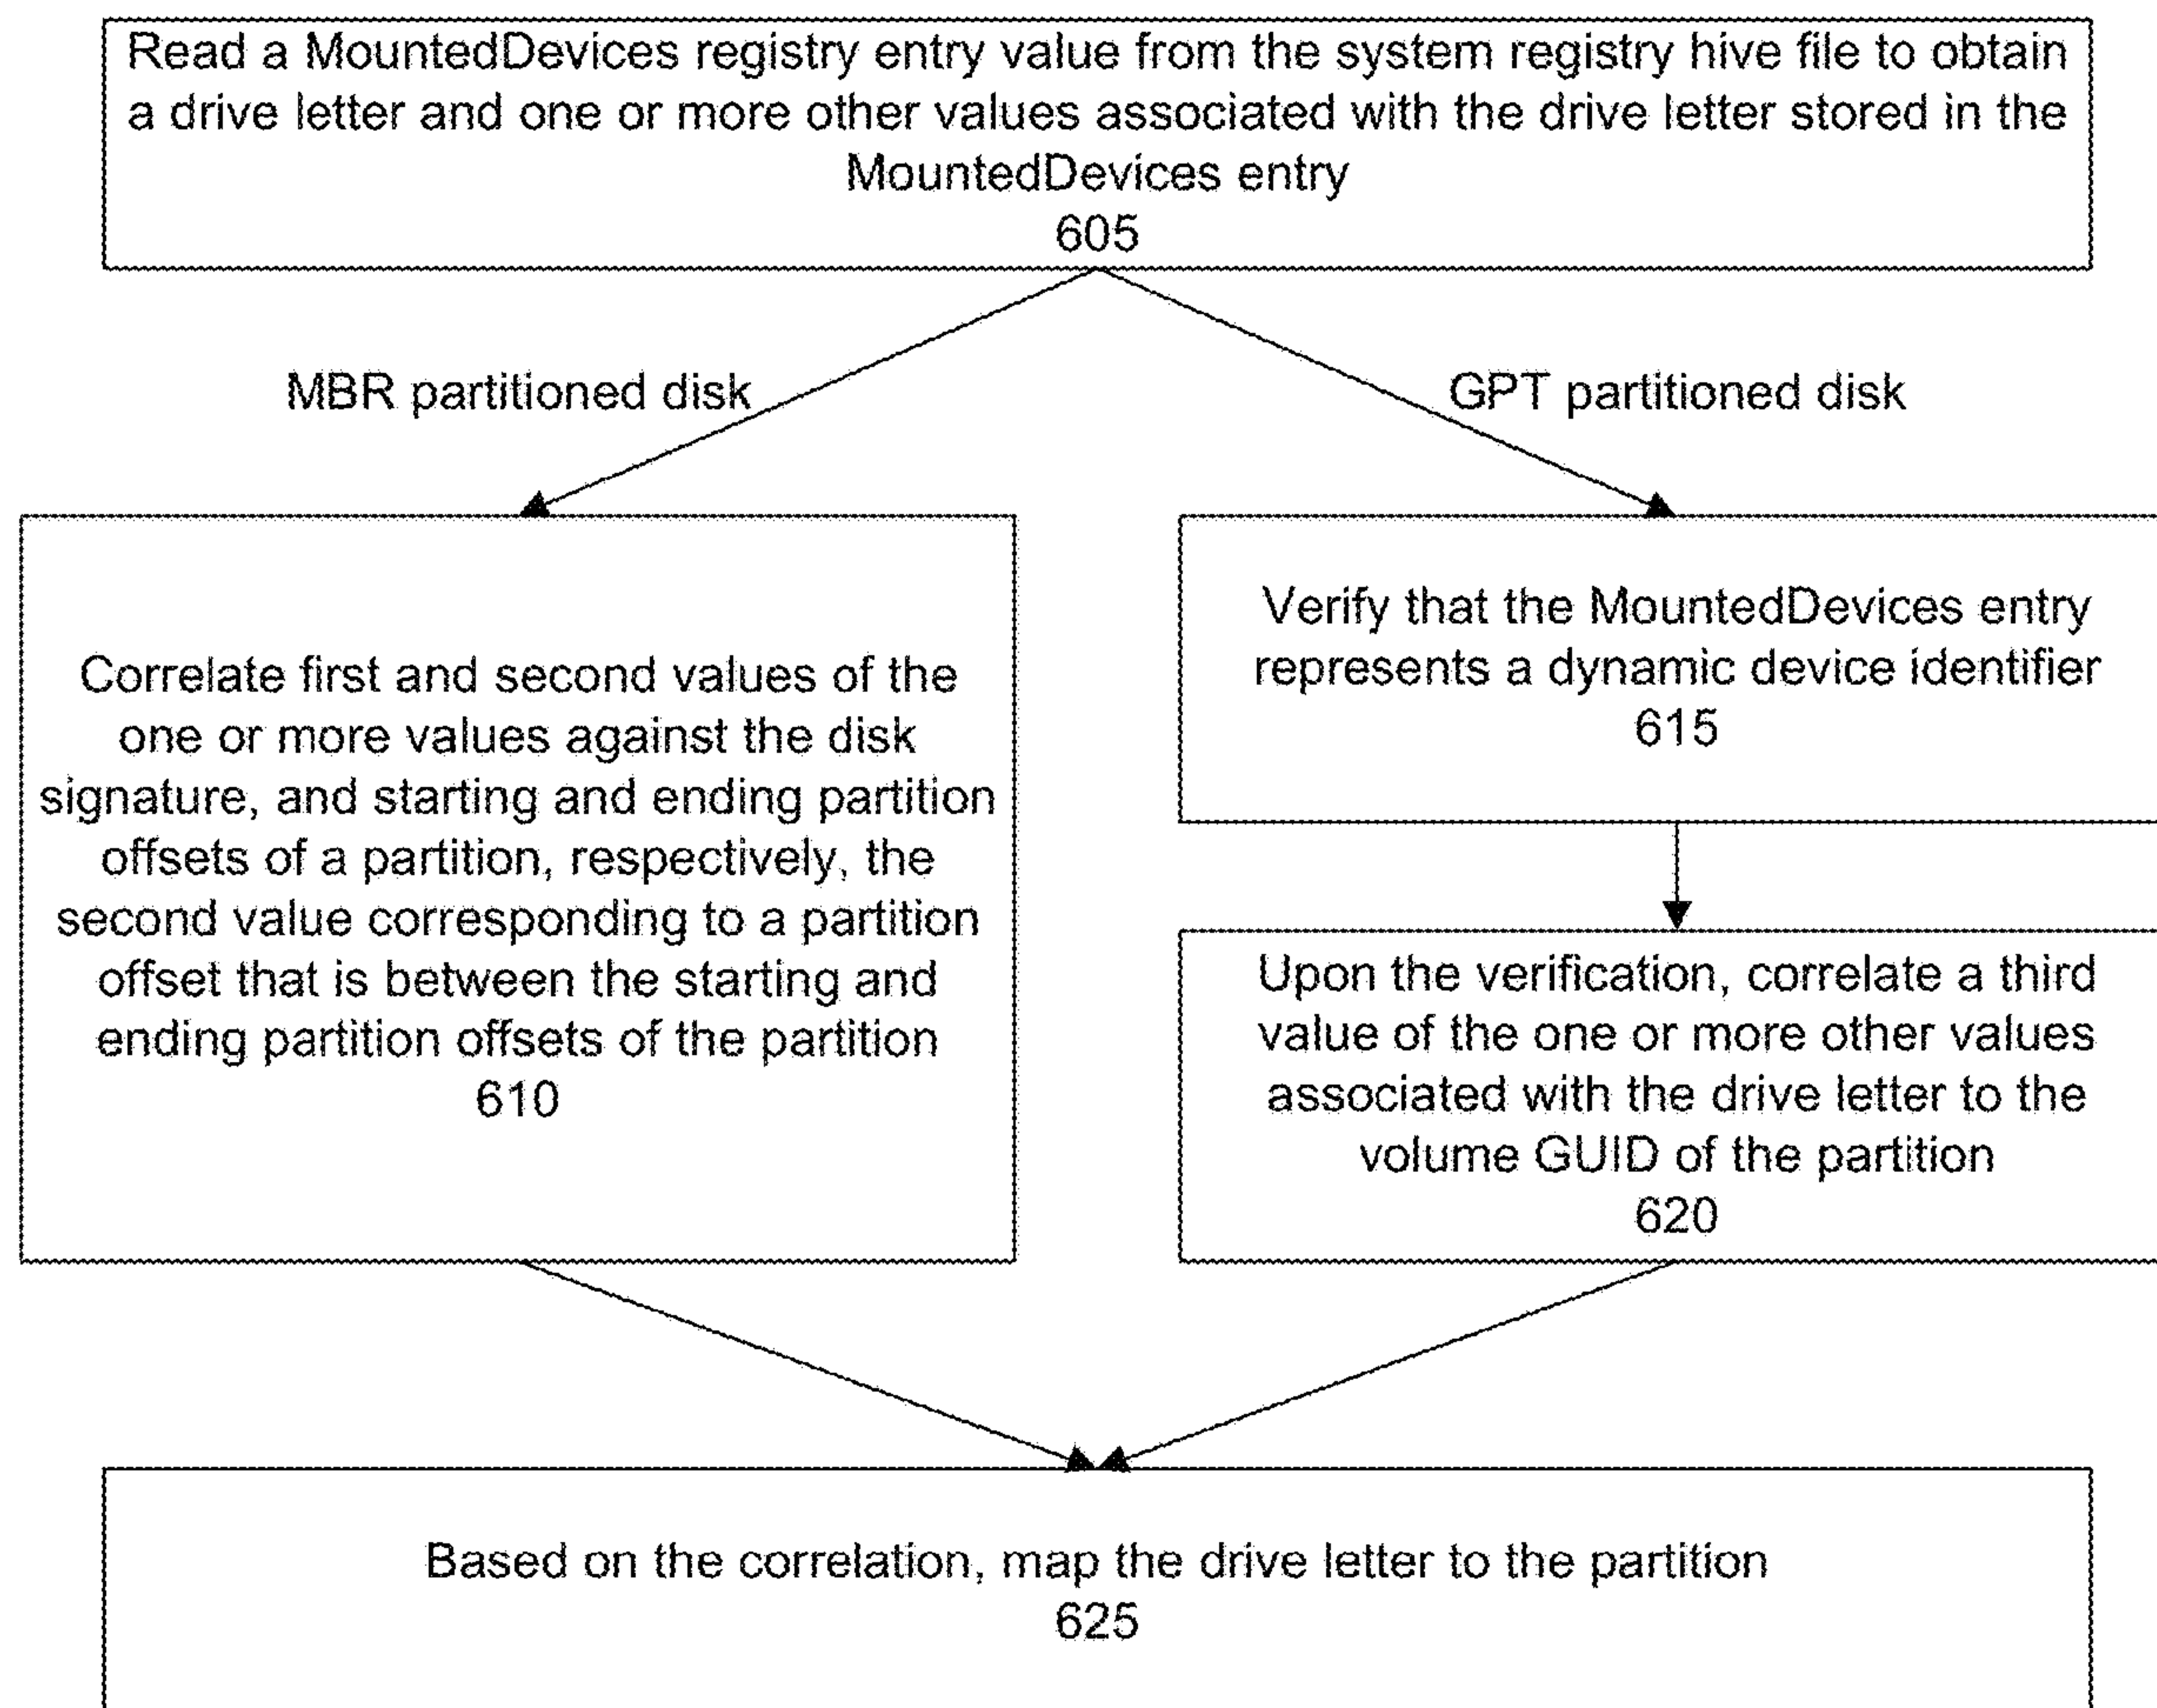 Read a MountedDevices registry entry value from the system registry hive file to obtain
a drive letter and one or more other values associated with the drive letter stored in the
MountedDevices entry
605
MBR partitioned disk
GPT partitioned disk
Correlate first and second values of the
one or more values against the disk
signature, and starting and ending partition
offsets of a partition, respectively, the
second value corresponding to a partition
offset that is between the starting and
ending partition offsets of the partition
610
Verify that the MountedDevices entry
represents a dynamic device identifier
615
Upon the verification, correlate a third
value of the one or more other values
associated with the drive letter to the
volume GUID of the partition
620
Based on the correlation, map the drive letter to the partition
625